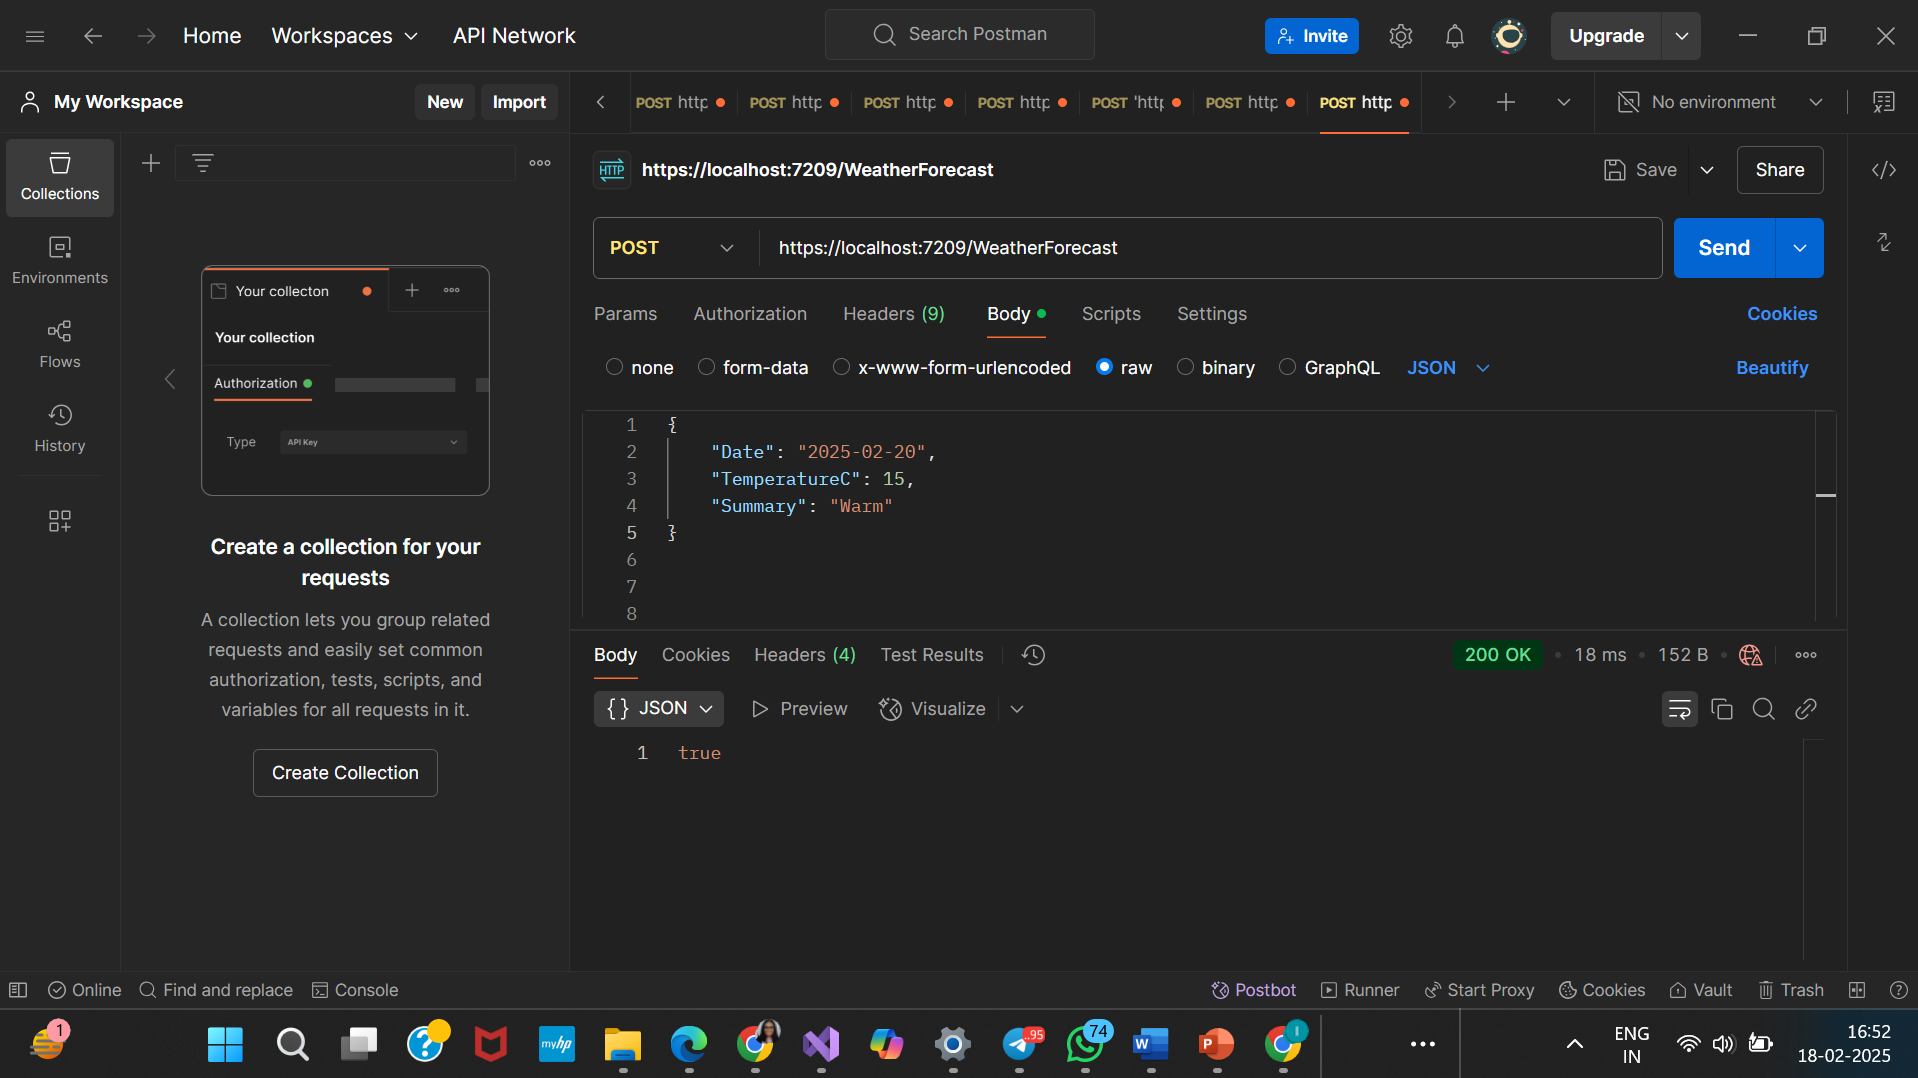 Home Workspaces API Network Search Postman Invite Upgrade
My Workspace New Import
POST http POST http POST http POST http POST 'http POST http POST http No environment
Collections
Environments
Flows
History
Your collecton
Your collection
Authorization
Type API Key
Create a collection for your
requests
A collection lets you group related
requests and easily set common
authorization, tests, scripts, and
variables for all requests in it.
Create Collection
HTTP https://localhost:7209/WeatherForecast Save Share
POST https://localhost:7209/WeatherForecast Send
Params Authorization Headers (9) Body Scripts Settings Cookies
none form-data x-www-form-urlencoded raw binary GraphQL JSON Beautify
1 {
2 "Date": "2025-02-20",
3 "TemperatureC": 15,
4 "Summary": "Warm"
5 }
6
7
8
Body Cookies Headers (4) Test Results 200 OK • 18 ms • 152 B •
{} JSON Preview Visualize
1 true
Online Find and replace Console Postbot Runner Start Proxy Cookies Vault Trash
1 myhp ..95 74 W P I
ENG
IN
16:52
18-02-2025